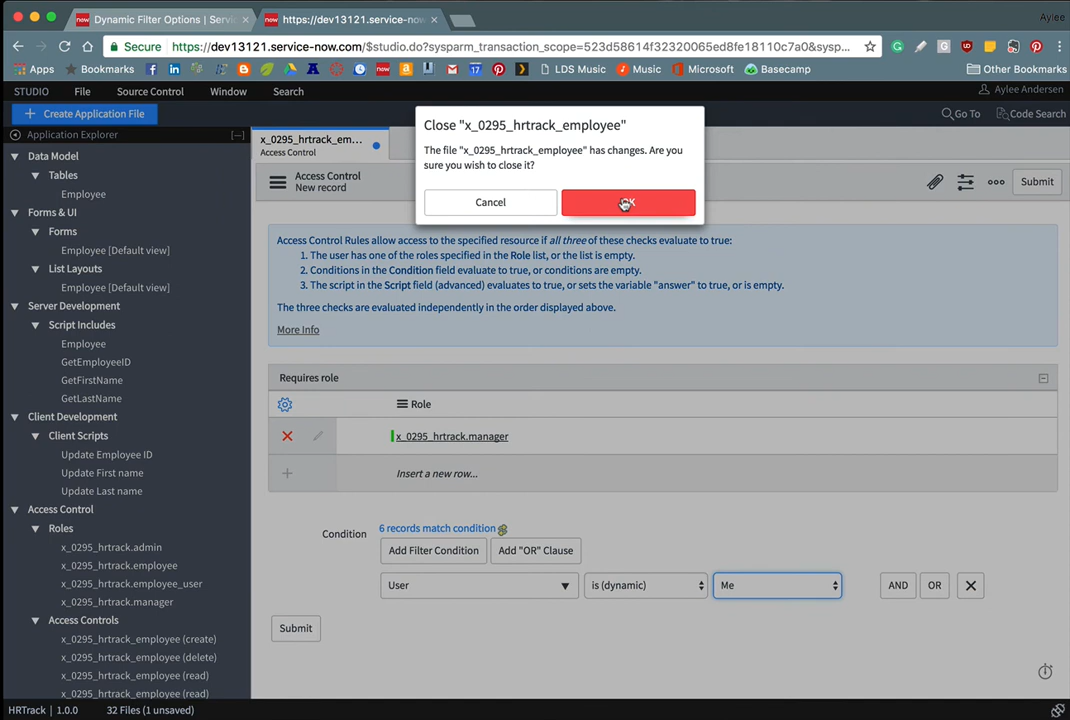 Dynamic Filter Options | Servic
https://dev13121.service-now
Aylee
Secure
https://dev13121.service-now.com/$studio.do?sysparm_transaction_scope=523d58614f32320065ed8fe18110c7a0&sysp...
Apps
Bookmarks
LDS Music
Music
Microsoft
Basecamp
Other Bookmarks
STUDIO
File
Source Control
Window
Search
Aylee Andersen
+ Create Application File
Go To
Code Search
Application Explorer
[—]
x_0295_hrtrack_em...
Access Control
Close "x_0295_hrtrack_employee"
The file "x_0295_hrtrack_employee" has changes. Are you
sure you wish to close it?
Cancel
Access Control
New record
Submit
Access Control Rules allow access to the specified resource if all three of these checks evaluate to true:
1. The user has one of the roles specified in the Role list, or the list is empty.
2. Conditions in the Condition field evaluate to true, or conditions are empty.
3. The script in the Script field (advanced) evaluates to true, or sets the variable "answer" to true, or is empty.
The three checks are evaluated independently in the order displayed above.
More Info
Requires role
Role
x_0295_hrtrack.manager
Insert a new row...
Condition
6 records match condition
Add Filter Condition
Add "OR" Clause
User
is (dynamic)
Me
AND
OR
Submit
Data Model
Tables
Employee
Forms & UI
Forms
Employee [Default view]
List Layouts
Employee [Default view]
Server Development
Script Includes
Employee
GetEmployeeID
GetFirstName
GetLastName
Client Development
Client Scripts
Update Employee ID
Update First name
Update Last name
Access Control
Roles
x_0295_hrtrack.admin
x_0295_hrtrack.employee
x_0295_hrtrack.employee_user
x_0295_hrtrack.manager
Access Controls
x_0295_hrtrack_employee (create)
x_0295_hrtrack_employee (delete)
x_0295_hrtrack_employee (read)
x_0295_hrtrack_employee (read)
HRTrack | 1.0.0
32 Files (1 unsaved)